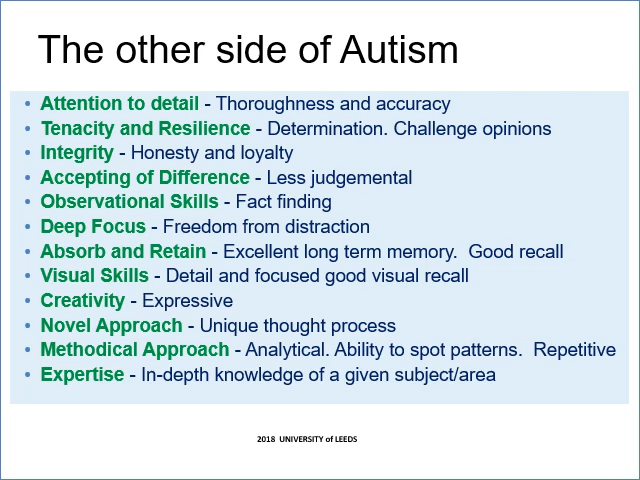 The other side of Autism
• Attention to detail - Thoroughness and accuracy
• Tenacity and Resilience - Determination. Challenge opinions
• Integrity - Honesty and loyalty
• Accepting of Difference - Less judgemental
• Observational Skills - Fact finding
• Deep Focus - Freedom from distraction
• Absorb and Retain - Excellent long term memory.  Good recall
• Visual Skills - Detail and focused good visual recall
• Creativity - Expressive
• Novel Approach - Unique thought process
• Methodical Approach - Analytical. Ability to spot patterns.  Repetitive
• Expertise - In-depth knowledge of a given subject/area
2018  UNIVERSITY of LEEDS